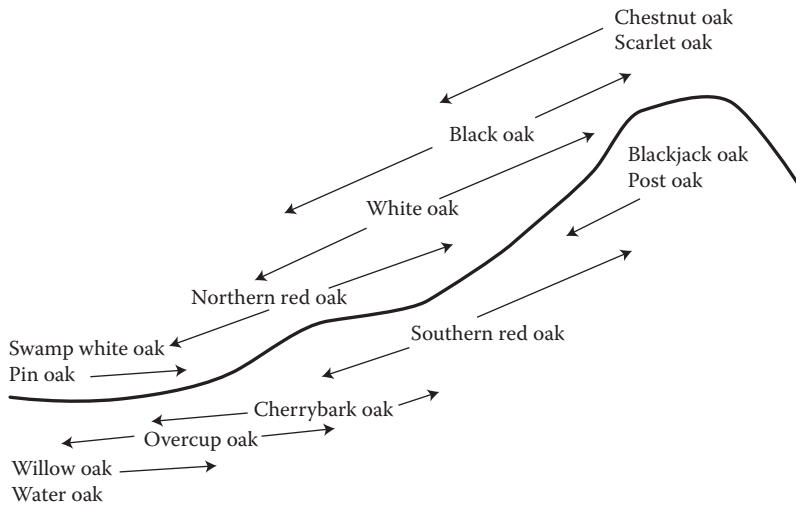 Chestnut oak
Scarlet oak
Black oak
Blackjack oak
Post oak
White oak
Northern red oak
Southern red oak
Swamp white oak
Pin oak
Cherrybark oak
Overcup oak
Willow oak
Water oak